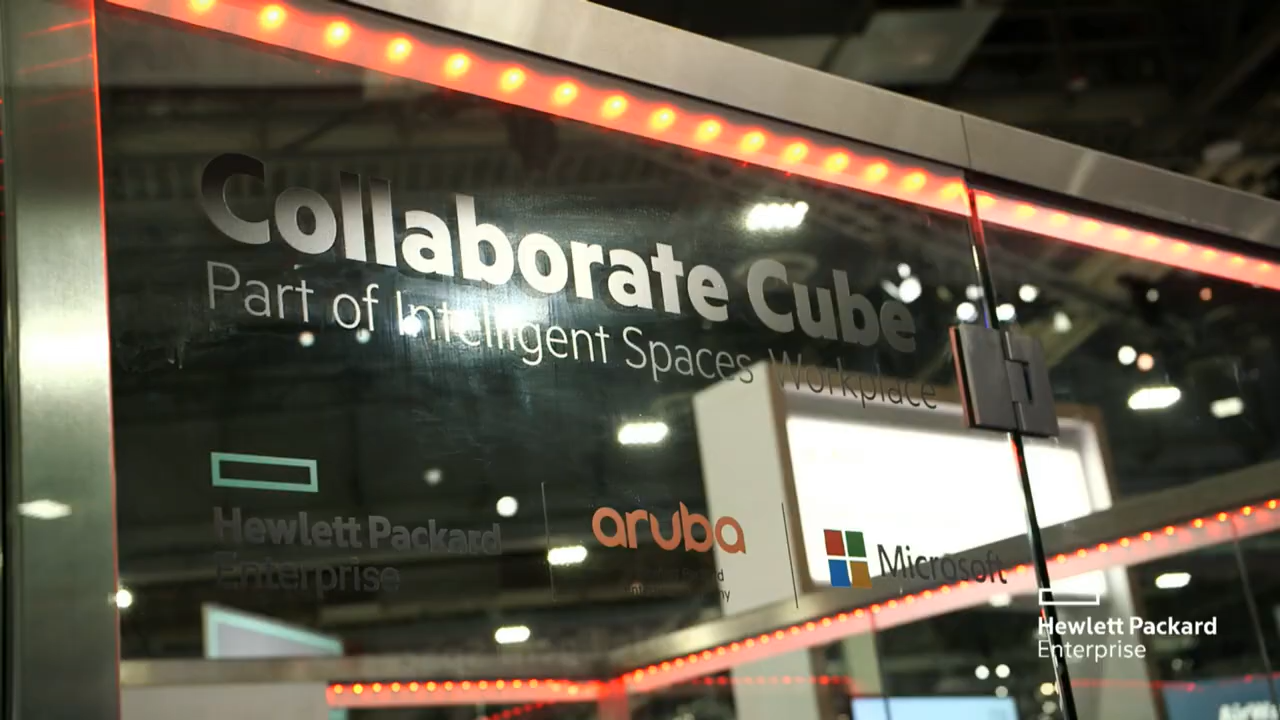 Collaborate Cube
Part of Intelligent Spaces Workplace
Hewlett Packard
Enterprise
aruba
Microsoft
Hewlett Packard
Enterprise